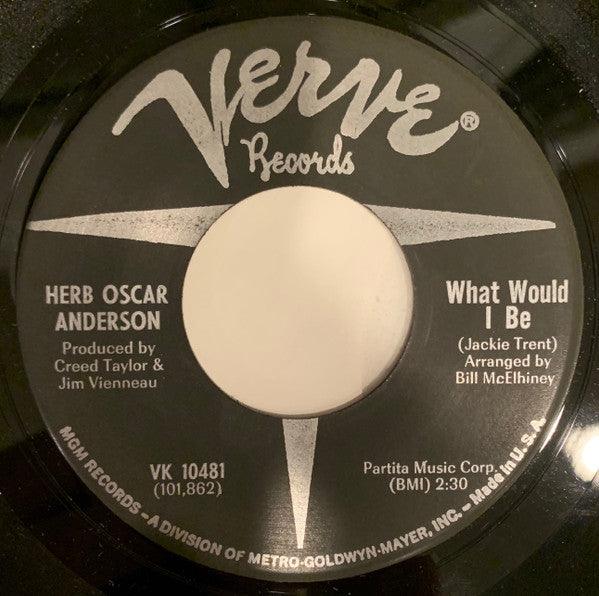 Verve®
Records
HERB OSCAR
ANDERSON
Produced by
Creed Taylor &
Jim Vienneau
What Would
I Be
(Jackie Trent)
Arranged by
Bill McElhiney
VK 10481
(101,862)
Partita Music Corp.
(BMI) 2:30
MGM RECORDS – A DIVISION OF METRO-GOLDWYN-MAYER, INC. – Made in U.S.A.